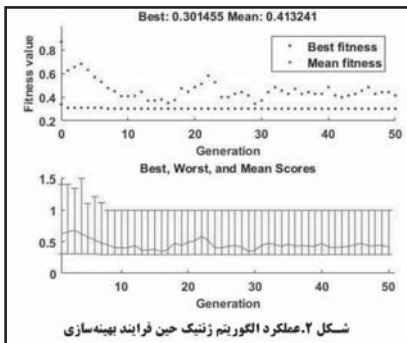 Best: 0.301455 Mean: 0.413241
Best fitness
Mean fitness
Fitness value
0.8
0.6
0.4
0.2
0 10 20 30 40 50
Generation
Best, Worst, and Mean Scores
1.5
1
0.5
0
10 20 30 40 50
Generation
شکل ۲.عملکرد الگوریتم ژنتیک حین فرایند بهینه‌سازی